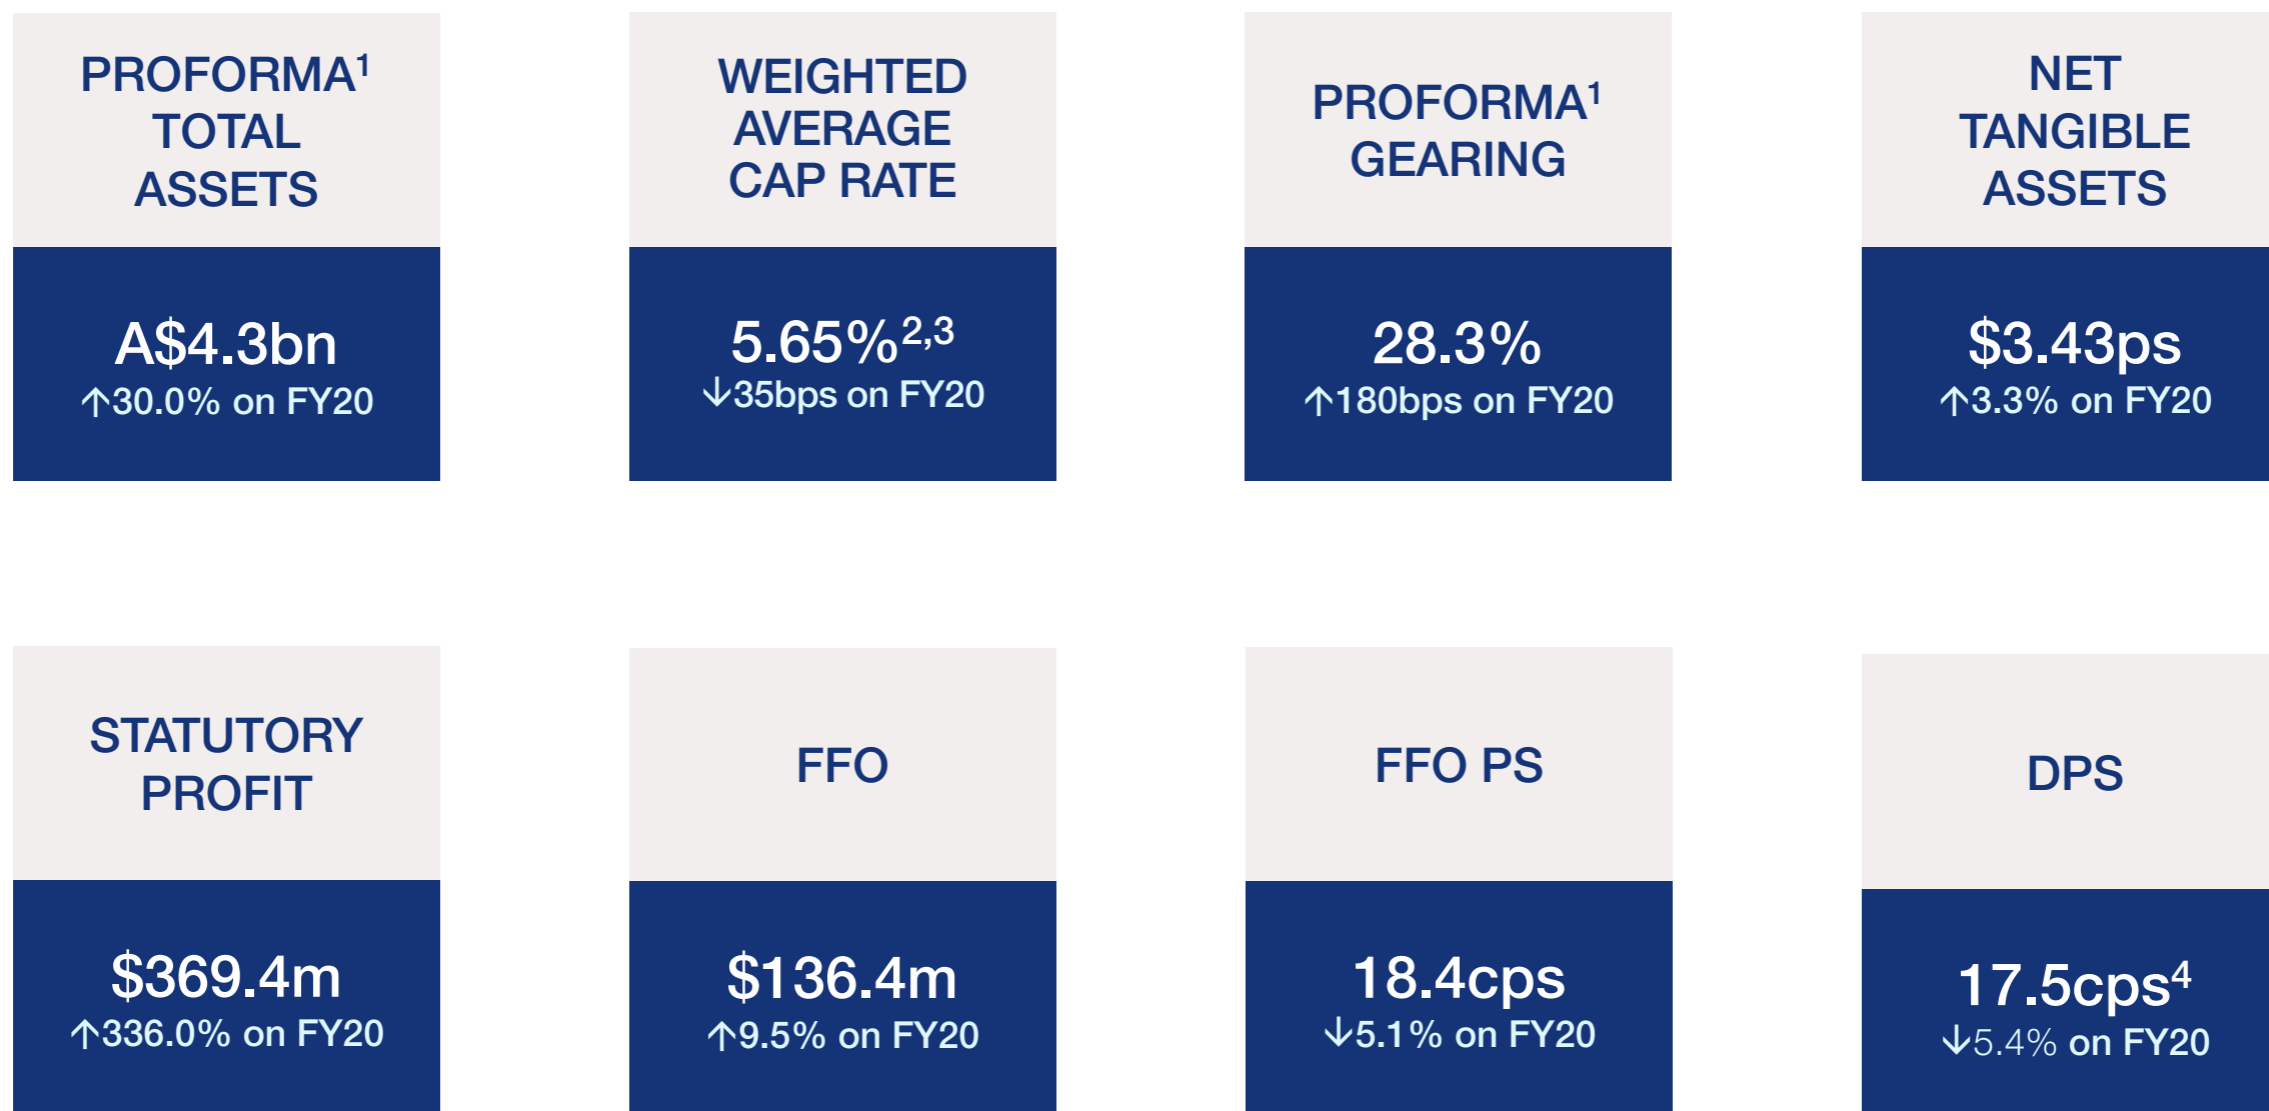 PROFORMA¹
TOTAL
ASSETS
A$4.3bn
↑30.0% on FY20
WEIGHTED
AVERAGE
CAP RATE
5.65%²,³
↓35bps on FY20
PROFORMA¹
GEARING
28.3%
↑180bps on FY20
NET
TANGIBLE
ASSETS
$3.43ps
↑3.3% on FY20
STATUTORY
PROFIT
$369.4m
↑336.0% on FY20
FFO
$136.4m
↑9.5% on FY20
FFO PS
18.4cps
↓5.1% on FY20
DPS
17.5cps⁴
↓5.4% on FY20